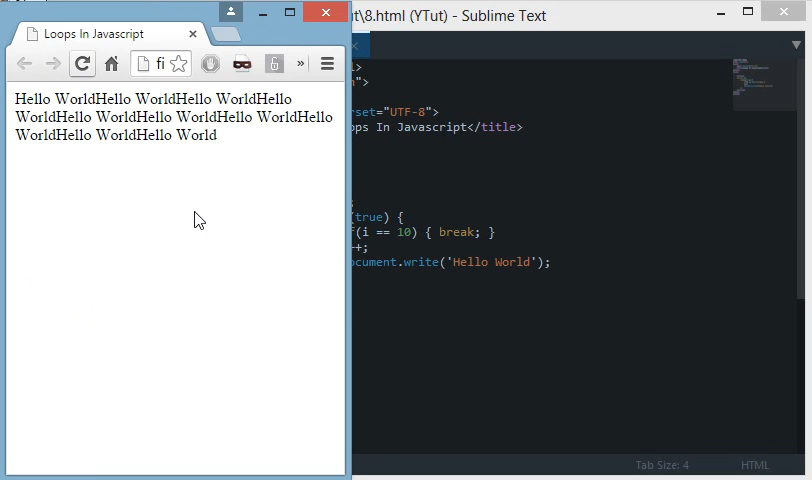 Loops In Javascript
fi
»
Hello WorldHello WorldHello WorldHello
WorldHello WorldHello WorldHello WorldHello
WorldHello WorldHello World
\8.html (YTut) - Sublime Text
>
">
rset="UTF-8">
ops In Javascript</title>
;
(true) {
f(i == 10) { break; }
++;
ocument.write('Hello World');
Tab Size: 4
HTML